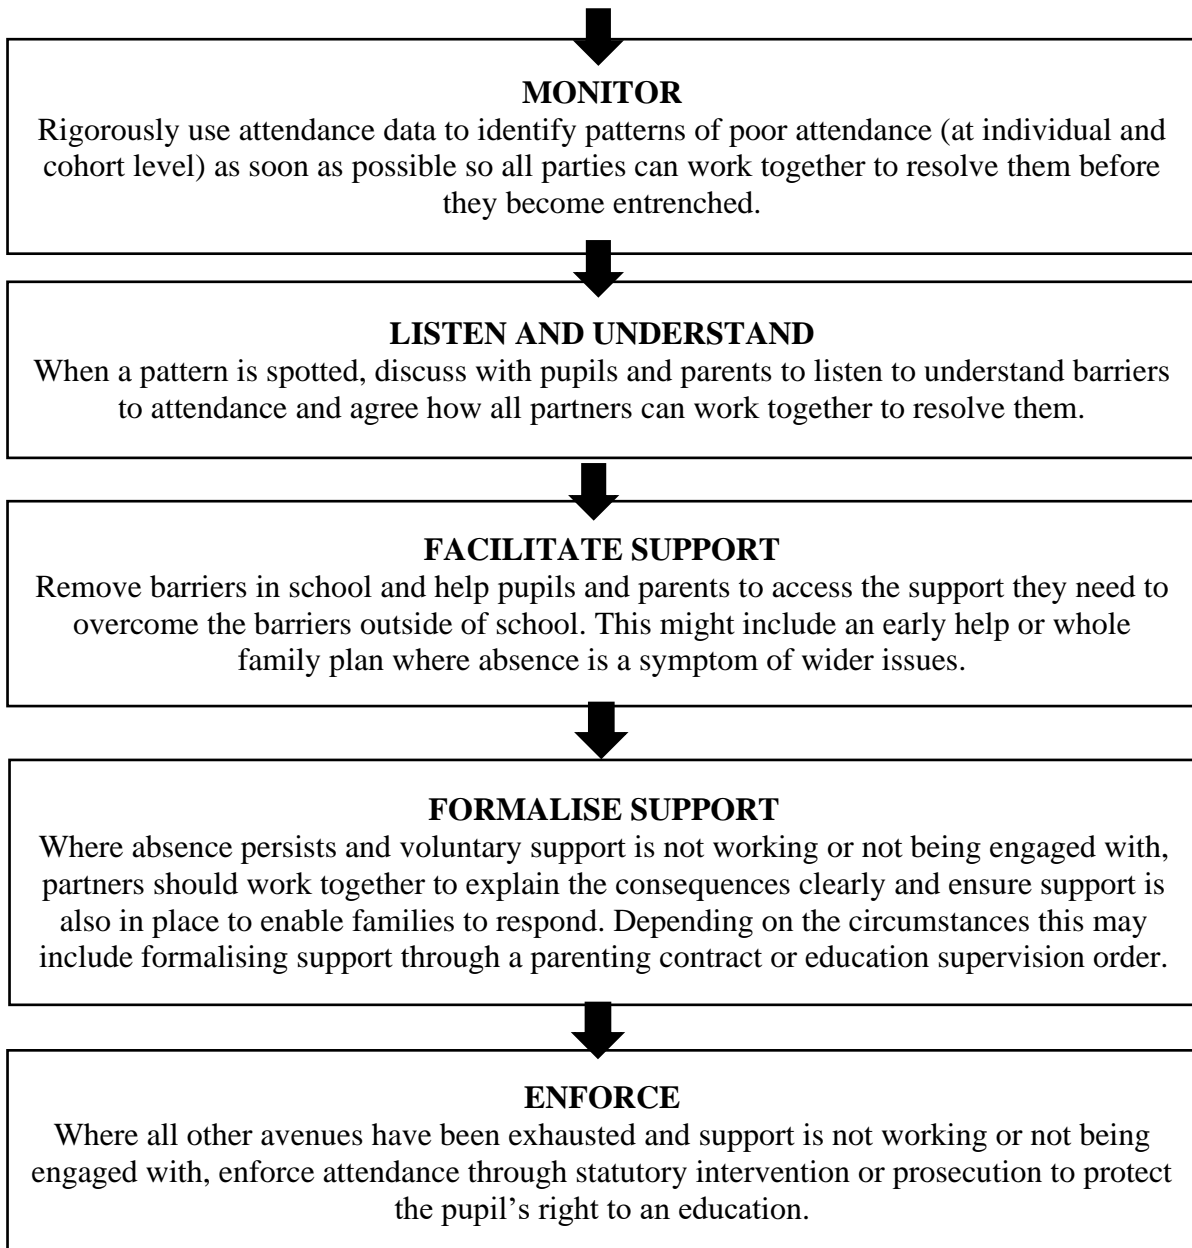 MONITOR
Rigorously use attendance data to identify patterns of poor attendance (at individual and
cohort level) as soon as possible so all parties can work together to resolve them before
they become entrenched.
LISTEN AND UNDERSTAND
When a pattern is spotted, discuss with pupils and parents to listen to understand barriers
to attendance and agree how all partners can work together to resolve them.
FACILITATE SUPPORT
Remove barriers in school and help pupils and parents to access the support they need to
overcome the barriers outside of school. This might include an early help or whole
family plan where absence is a symptom of wider issues.
FORMALISE SUPPORT
Where absence persists and voluntary support is not working or not being engaged with,
partners should work together to explain the consequences clearly and ensure support is
also in place to enable families to respond. Depending on the circumstances this may
include formalising support through a parenting contract or education supervision order.
ENFORCE
Where all other avenues have been exhausted and support is not working or not being
engaged with, enforce attendance through statutory intervention or prosecution to protect
the pupil’s right to an education.